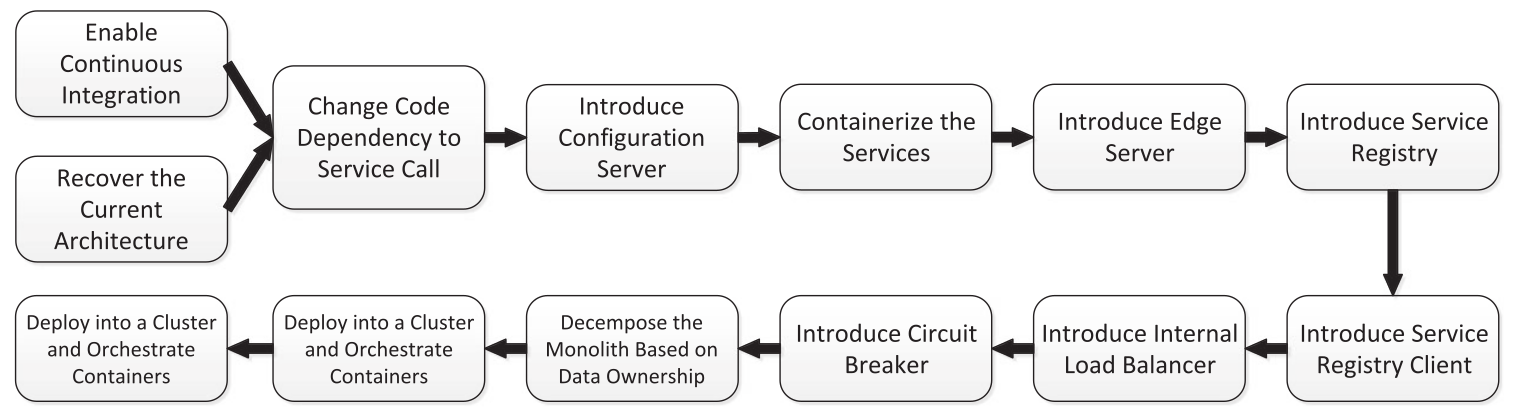 Enable
Continuous
Integration
Recover the
Current
Architecture
Change Code
Dependency to
Service Call
Introduce
Configuration
Server
Containerize the
Services
Introduce Edge
Server
Introduce Service
Registry
Introduce Service
Registry Client
Introduce Internal
Load Balancer
Introduce Circuit
Breaker
Decompose the
Monolith Based on
Data Ownership
Deploy into a Cluster
and Orchestrate
Containers
Deploy into a Cluster
and Orchestrate
Containers